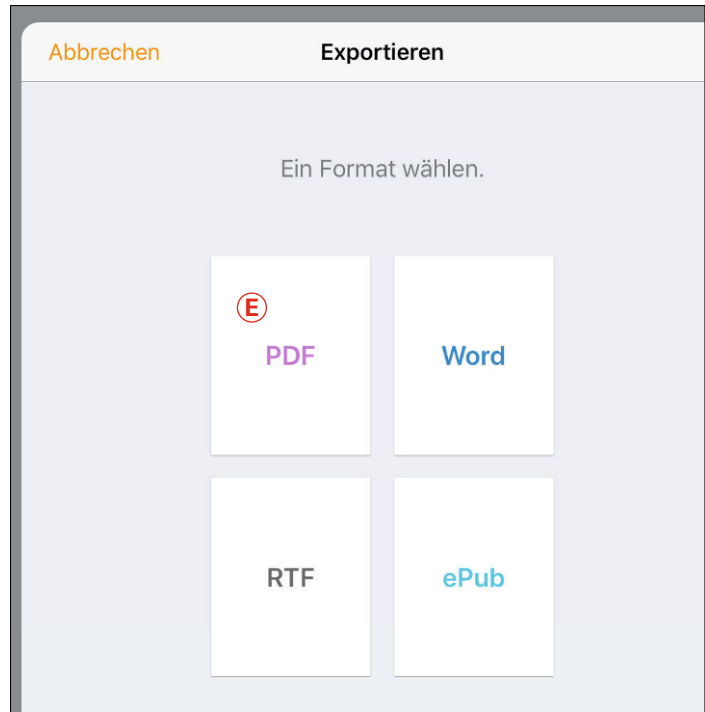 Abbrechen Exportieren
Ein Format wählen.
E
PDF Word
RTF ePub